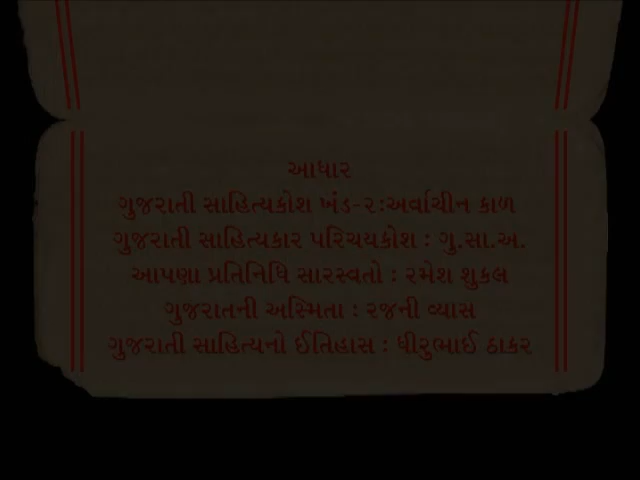 આધાર
ગુજરાતી સાહિત્યકોશ ખંડ-૨:અર્વાચીન કાળ
ગુજરાતી સાહિત્યકાર પરિચયકોશ : ગુ.સા.અ.
આપણા પ્રતિનિધિ સારસ્વતો : રમેશ શુકલ
ગુજરાતની અસ્મિતા : રજની વ્યાસ
ગુજરાતી સાહિત્યનો ઈતિહાસ : ધીરુભાઈ ઠાકર